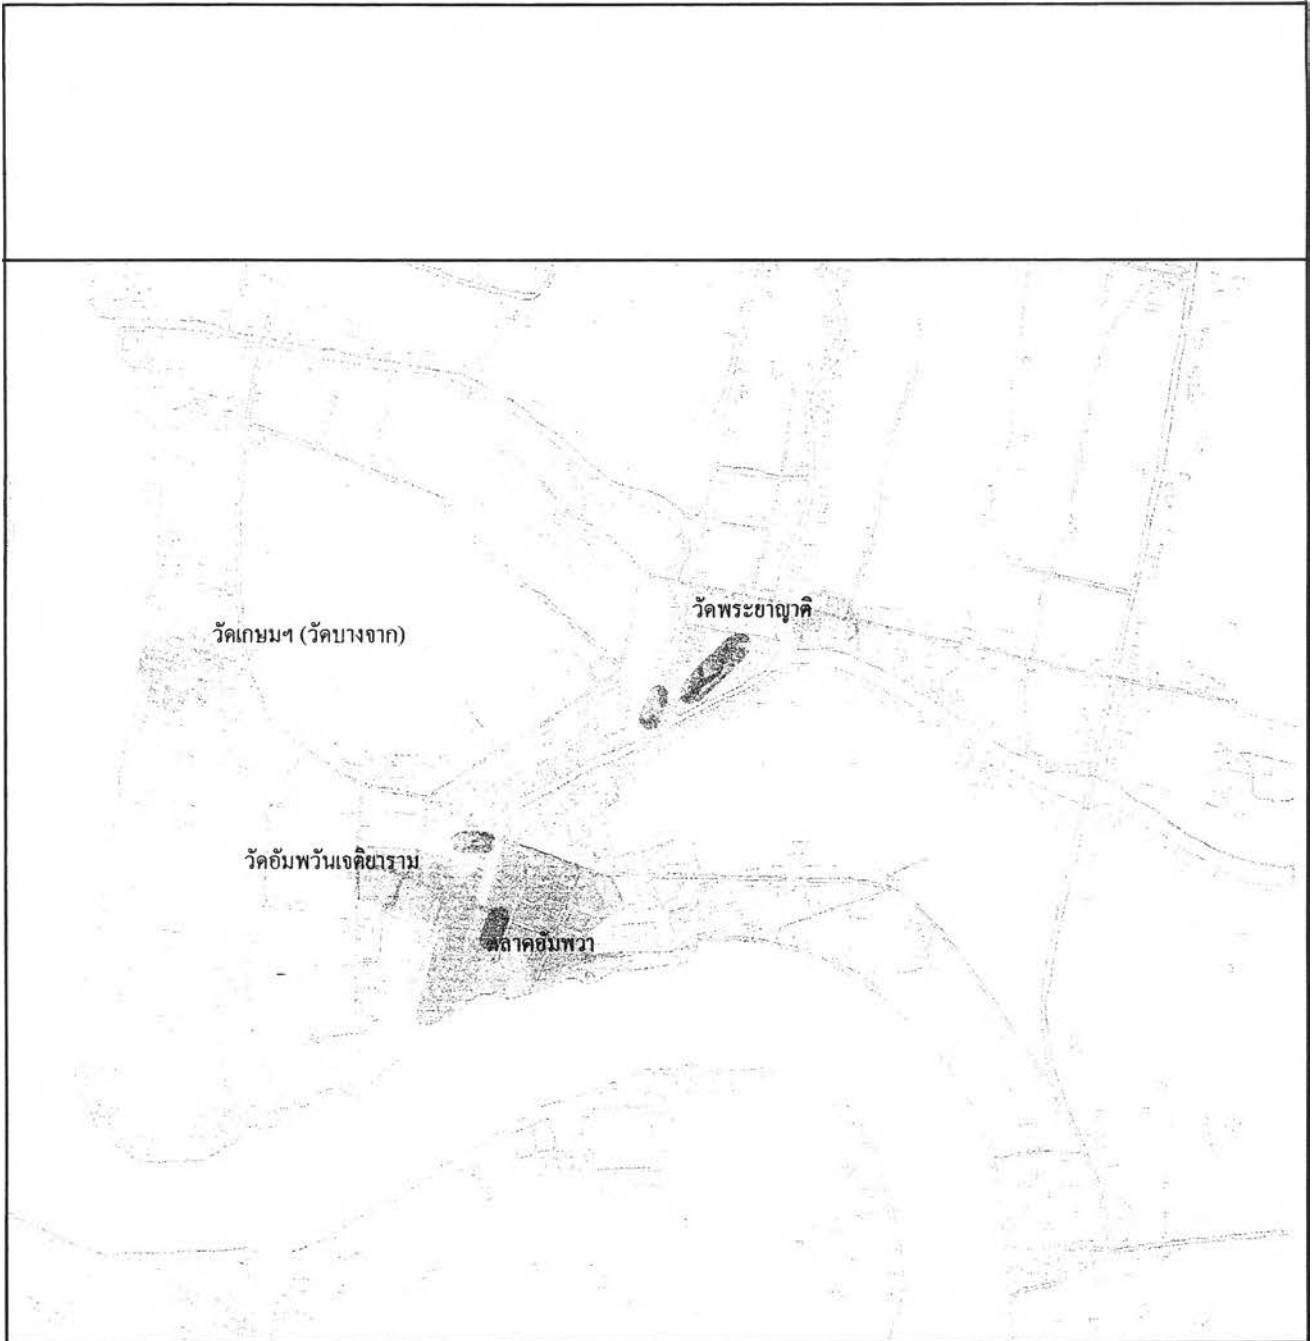 วัดพระยาญาติ
วัดเกษมฯ (วัดบางจาก)
วัดอัมพวันเจติยาราม
ตลาดอัมพวา